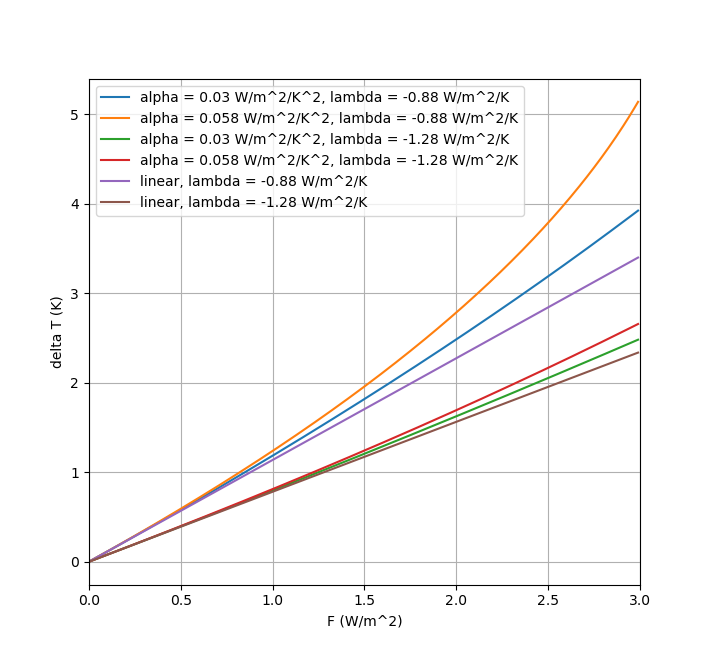 alpha = 0.03 W/m^2/K^2, lambda = -0.88 W/m^2/K
alpha = 0.058 W/m^2/K^2, lambda = -0.88 W/m^2/K
alpha = 0.03 W/m^2/K^2, lambda = -1.28 W/m^2/K
alpha = 0.058 W/m^2/K^2, lambda = -1.28 W/m^2/K
linear, lambda = -0.88 W/m^2/K
linear, lambda = -1.28 W/m^2/K
5
4
3
2
1
0
delta T (K)
0.0 0.5 1.0 1.5 2.0 2.5 3.0
F (W/m^2)